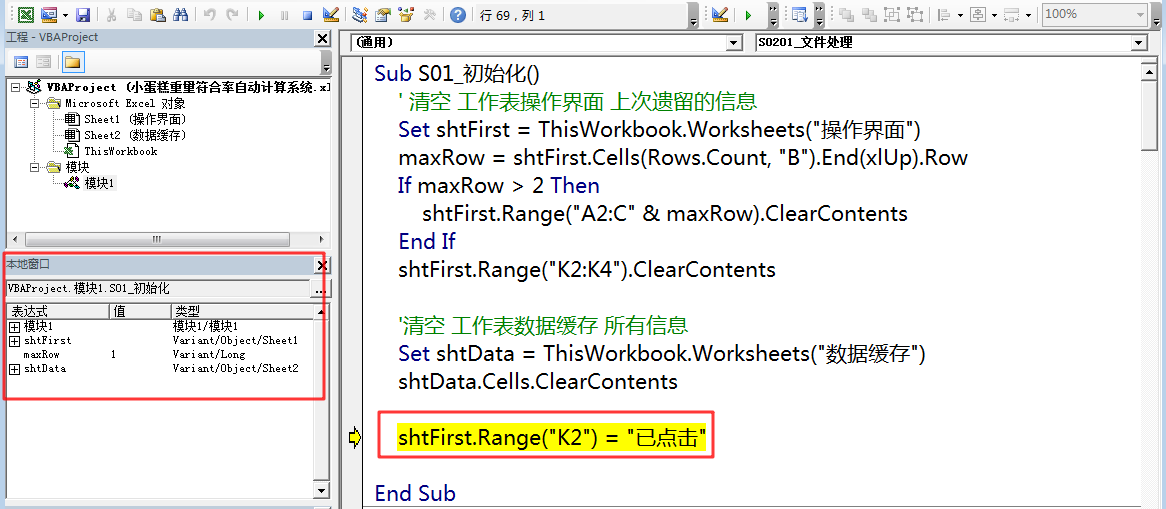 行 69，列 1
100%
工程 - VBAProject
VBAProject (小蛋糕重量符合率自动计算系统.xl
Microsoft Excel 对象
Sheet1 (操作界面)
Sheet2 (数据缓存)
ThisWorkbook
模块
模块1
本地窗口
VBAProject.模块1.S01_初始化
...
表达式 值 类型
模块1 模块1/模块1
shtFirst Variant/Object/Sheet1
maxRow 1 Variant/Long
shtData Variant/Object/Sheet2
(通用) S0201_文件处理
Sub S01_初始化()
' 清空 工作表操作界面 上次遗留的信息
Set shtFirst = ThisWorkbook.Worksheets("操作界面")
maxRow = shtFirst.Cells(Rows.Count, "B").End(xlUp).Row
If maxRow > 2 Then
shtFirst.Range("A2:C" & maxRow).ClearContents
End If
shtFirst.Range("K2:K4").ClearContents
'清空 工作表数据缓存 所有信息
Set shtData = ThisWorkbook.Worksheets("数据缓存")
shtData.Cells.ClearContents
shtFirst.Range("K2") = "已点击"
End Sub